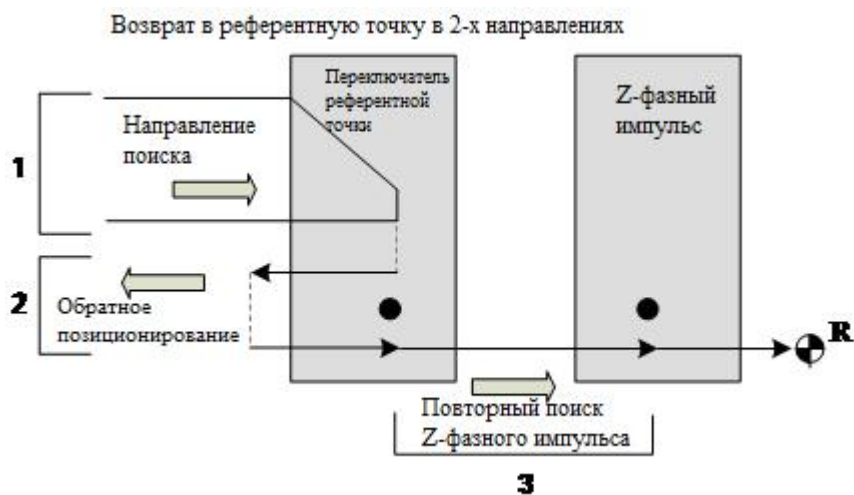 Возврат в референтную точку в 2-х направлениях
Переключатель
референтной
точки
Z-фазный
импульс
Направление
поиска
1
2
Обратное
позиционирование
R
Повторный поиск
Z-фазного импульса
3